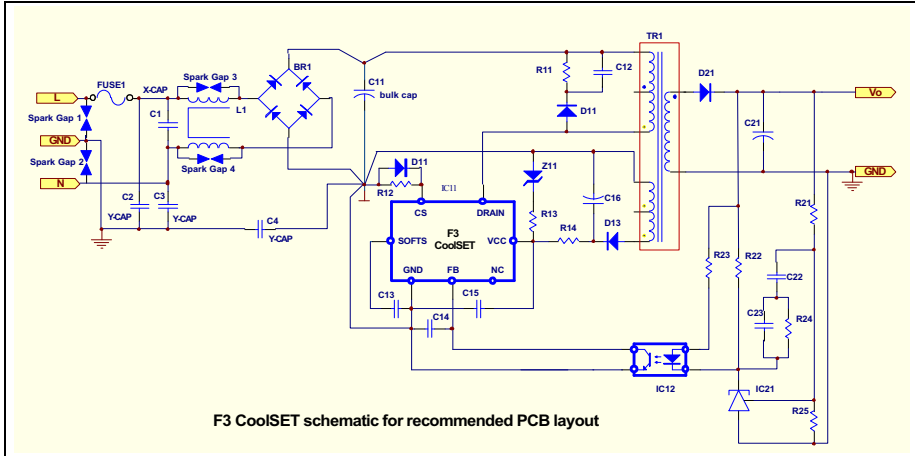 TR1
R11
C12
D21
BR1
C11
bulk cap
Spark Gap 3
FUSE1
X-CAP
L1
L
Vo
D11
Spark Gap 1
C1
C21
GND
Spark Gap 4
Spark Gap 2
D11
Z11
GND
N
R12
IC11
C16
C2
C3
Y-CAP
Y-CAP
C4
Y-CAP
CS
DRAIN
F3
CoolSET
SOFTS
VCC
GND
FB
NC
R13
R14
D13
R21
R23
R22
C22
C13
C15
C14
C23
R24
IC12
IC21
R25
F3 CoolSET schematic for recommended PCB layout